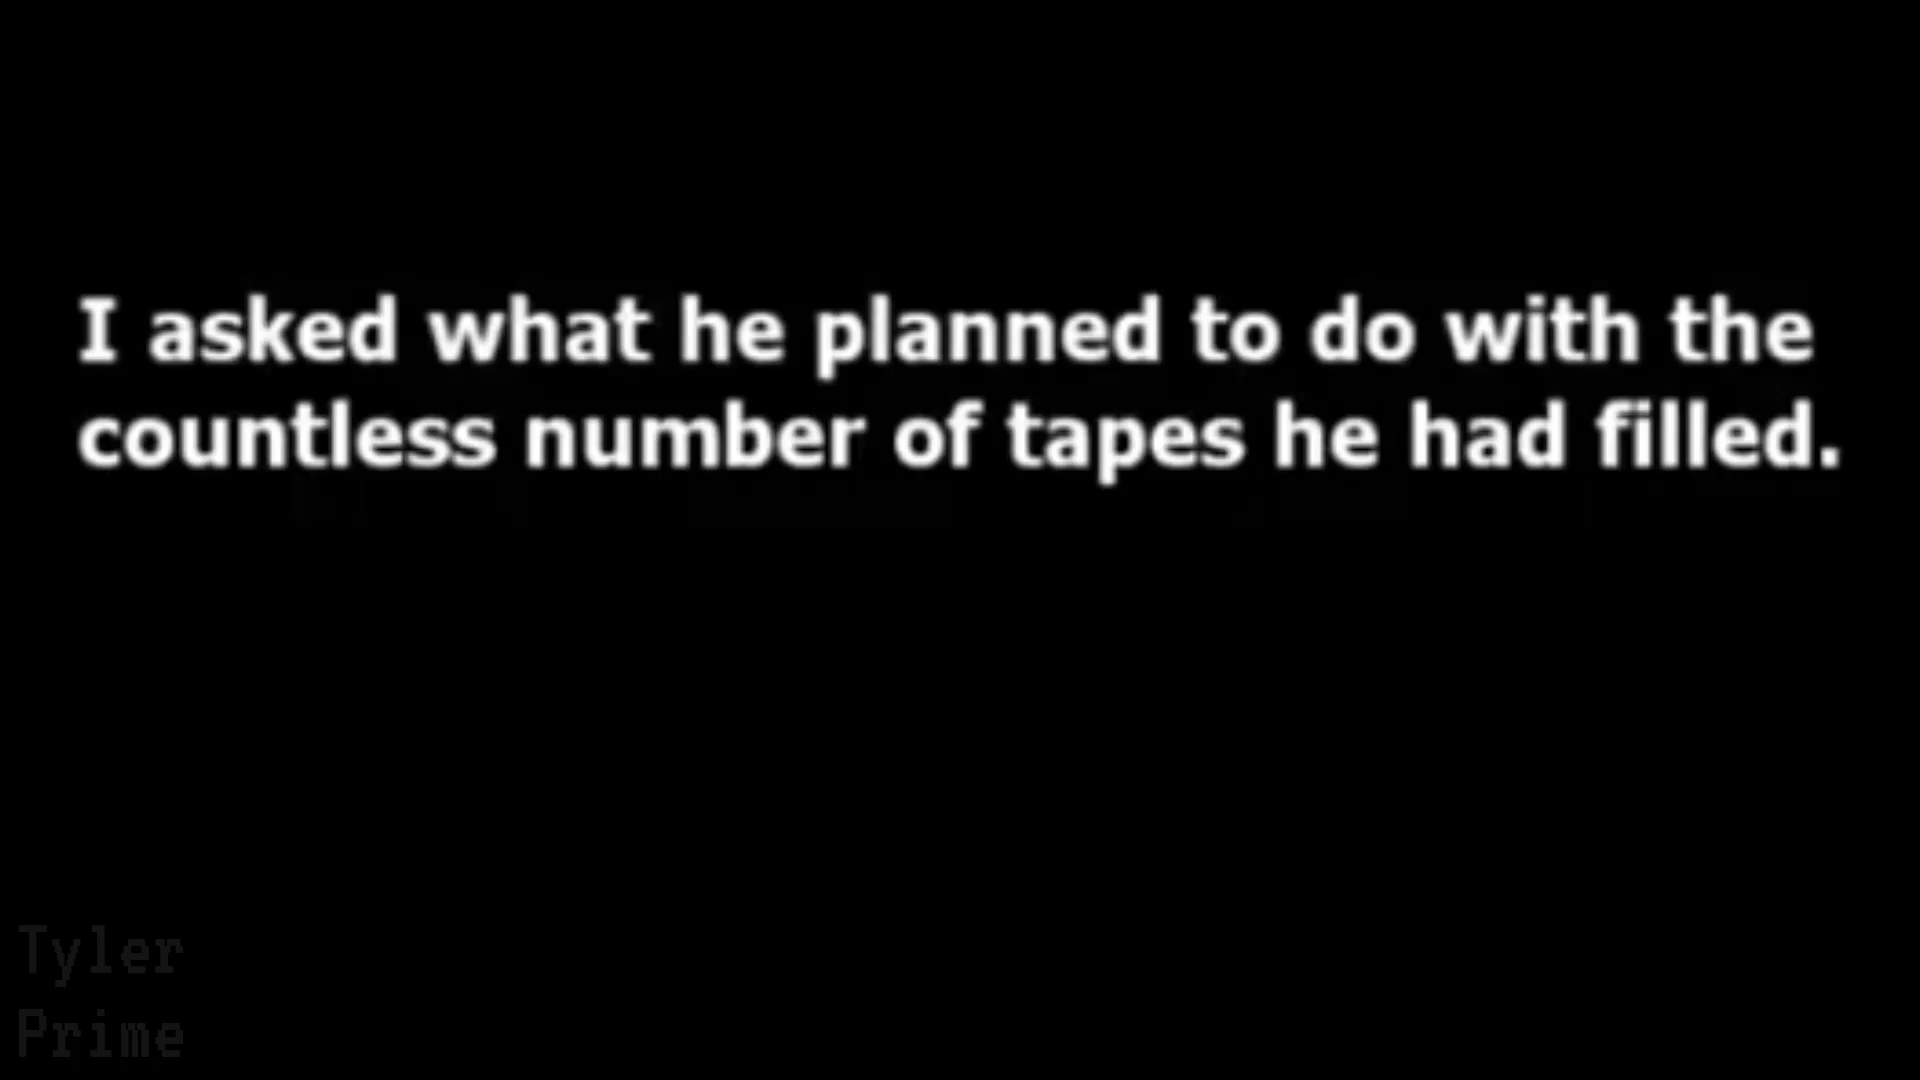 I asked what he planned to do with the
countless number of tapes he had filled.
Tyler
Prime